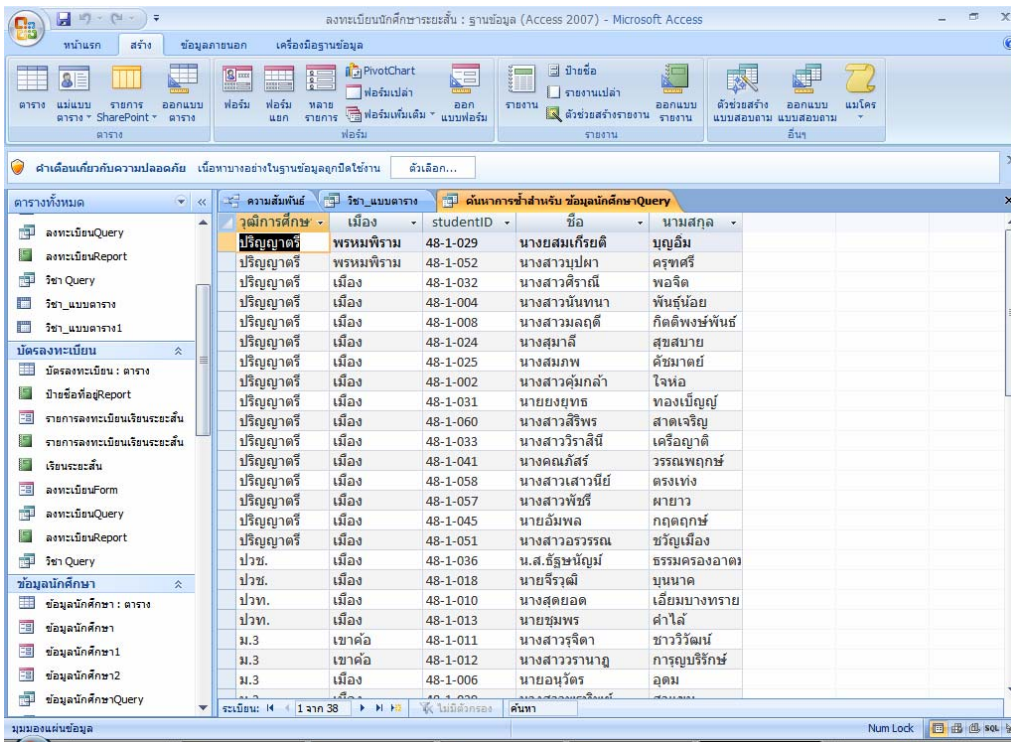 ลงทะเบียนนักศึกษาระยะสั้น : ฐานข้อมูล (Access 2007) - Microsoft Access
หน้าแรก สร้าง ข้อมูลภายนอก เครื่องมือฐานข้อมูล
ตาราง แม่แบบตาราง รายการ SharePoint ออกแบบตาราง
ฟอร์ม ฟอร์มแยก หลายรายการ PivotChart ฟอร์มเปล่า ฟอร์มเพิ่มเติม ออกแบบฟอร์ม
รายงาน ป้ายชื่อ รายงานเปล่า ตัวช่วยสร้างรายงาน ออกแบบรายงาน
ตัวช่วยสร้างแบบสอบถาม ออกแบบแบบสอบถาม แมโคร
ตาราง ฟอร์ม รายงาน อื่นๆ
คำเตือนเกี่ยวกับความปลอดภัย เนื้อหาบางอย่างในฐานข้อมูลถูกปิดใช้งาน ตัวเลือก...
ตารางทั้งหมด
ลงทะเบียนQuery
ลงทะเบียนReport
วิชา Query
วิชา_แบบตาราง
วิชา_แบบตาราง1
บัตรลงทะเบียน
บัตรลงทะเบียน : ตาราง
ป้ายชื่อที่อยู่Report
รายการลงทะเบียนเรียนระยะสั้น
รายการลงทะเบียนเรียนระยะสั้น
เรียนระยะสั้น
ลงทะเบียนForm
ลงทะเบียนQuery
ลงทะเบียนReport
วิชา Query
ข้อมูลนักศึกษา
ข้อมูลนักศึกษา : ตาราง
ข้อมูลนักศึกษา
ข้อมูลนักศึกษา1
ข้อมูลนักศึกษา2
ข้อมูลนักศึกษาQuery
ความสัมพันธ์ วิชา_แบบตาราง ค้นหาการซ้ำสำหรับ ข้อมูลนักศึกษาQuery
วุฒิการศึกษ เมือง studentID ชื่อ นามสกุล
ปริญญาตรี พรหมพิราม 48-1-029 นางยสมเกียรติ บุญอิ่ม
ปริญญาตรี พรหมพิราม 48-1-052 นางสาวบุปผา ครุฑศรี
ปริญญาตรี เมือง 48-1-032 นางสาวศิราณี พอจิต
ปริญญาตรี เมือง 48-1-004 นางสาวนันทนา พันธุ์น้อย
ปริญญาตรี เมือง 48-1-008 นางสาวมลฤดี กิตติพงษ์พันธ์
ปริญญาตรี เมือง 48-1-024 นางสุมาลี สุขสบาย
ปริญญาตรี เมือง 48-1-025 นางสมภพ คัชมาตย์
ปริญญาตรี เมือง 48-1-002 นางสาวคุ้มกล้า ใจห่อ
ปริญญาตรี เมือง 48-1-031 นายยงยุทธ ทองเบ็ญญ์
ปริญญาตรี เมือง 48-1-060 นางสาวสิริพร สาดเจริญ
ปริญญาตรี เมือง 48-1-033 นางสาววิราสินี เครือญาติ
ปริญญาตรี เมือง 48-1-041 นางคณภัสร์ วรรณพฤกษ์
ปริญญาตรี เมือง 48-1-058 นางสาวเสาวนีย์ ตรงเท่ง
ปริญญาตรี เมือง 48-1-057 นางสาวพัชรี ผายาว
ปริญญาตรี เมือง 48-1-045 นายอัมพล กฤตฤกษ์
ปริญญาตรี เมือง 48-1-051 นางสาวอรวรรณ ชวัญเมือง
ปวช. เมือง 48-1-036 น.ส.ธัฐษนัญม์ ธรรมครองอาตม
ปวช. เมือง 48-1-018 นายจีรวุฒิ บุนนาค
ปวท. เมือง 48-1-010 นางสุดยอด เอี่ยมบางทราย
ปวท. เมือง 48-1-013 นายชุมพร คำไล้
ม.3 เขาค้อ 48-1-011 นางสาวรุจิตา ชาววิวัฒน์
ม.3 เขาค้อ 48-1-012 นางสาววรานาฎ การุญบริรักษ์
ม.3 เมือง 48-1-006 นายอนุวัตร อุดม
ระเบียน: 1 จาก 38 ไม่มีตัวกรอง ค้นหา
มุมมองแผ่นข้อมูล Num Lock SQL